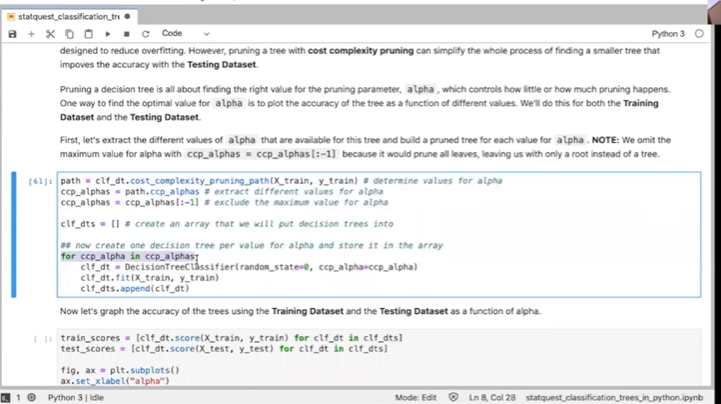 statquest_classification_tre
Code
Python 3
designed to reduce overfitting. However, pruning a tree with cost complexity pruning can simplify the whole process of finding a smaller tree that
impoves the accuracy with the Testing Dataset.
Pruning a decision tree is all about finding the right value for the pruning parameter, alpha, which controls how little or how much pruning happens.
One way to find the optimal value for alpha is to plot the accuracy of the tree as a function of different values. We'll do this for both the Training
Dataset and the Testing Dataset.
First, let's extract the different values of alpha that are available for this tree and build a pruned tree for each value for alpha. NOTE: We omit the
maximum value for alpha with ccp_alphas = ccp_alphas[:-1] because it would prune all leaves, leaving us with only a root instead of a tree.
[61]: path = clf_dt.cost_complexity_pruning_path(X_train, y_train) # determine values for alpha
ccp_alphas = path.ccp_alphas # extract different values for alpha
ccp_alphas = ccp_alphas[:-1] # exclude the maximum value for alpha
clf_dts = [] # create an array that we will put decision trees into
## now create one decision tree per value for alpha and store it in the array
for ccp_alpha in ccp_alphas:
clf_dt = DecisionTreeClassifier(random_state=0, ccp_alpha=ccp_alpha)
clf_dt.fit(X_train, y_train)
clf_dts.append(clf_dt)
Now let's graph the accuracy of the trees using the Training Dataset and the Testing Dataset as a function of alpha.
[ ]: train_scores = [clf_dt.score(X_train, y_train) for clf_dt in clf_dts]
test_scores = [clf_dt.score(X_test, y_test) for clf_dt in clf_dts]
fig, ax = plt.subplots()
ax.set_xlabel("alpha")
1 Python 3 | Idle Mode: Edit Ln 8, Col 28 statquest_classification_trees_in_python.ipynb